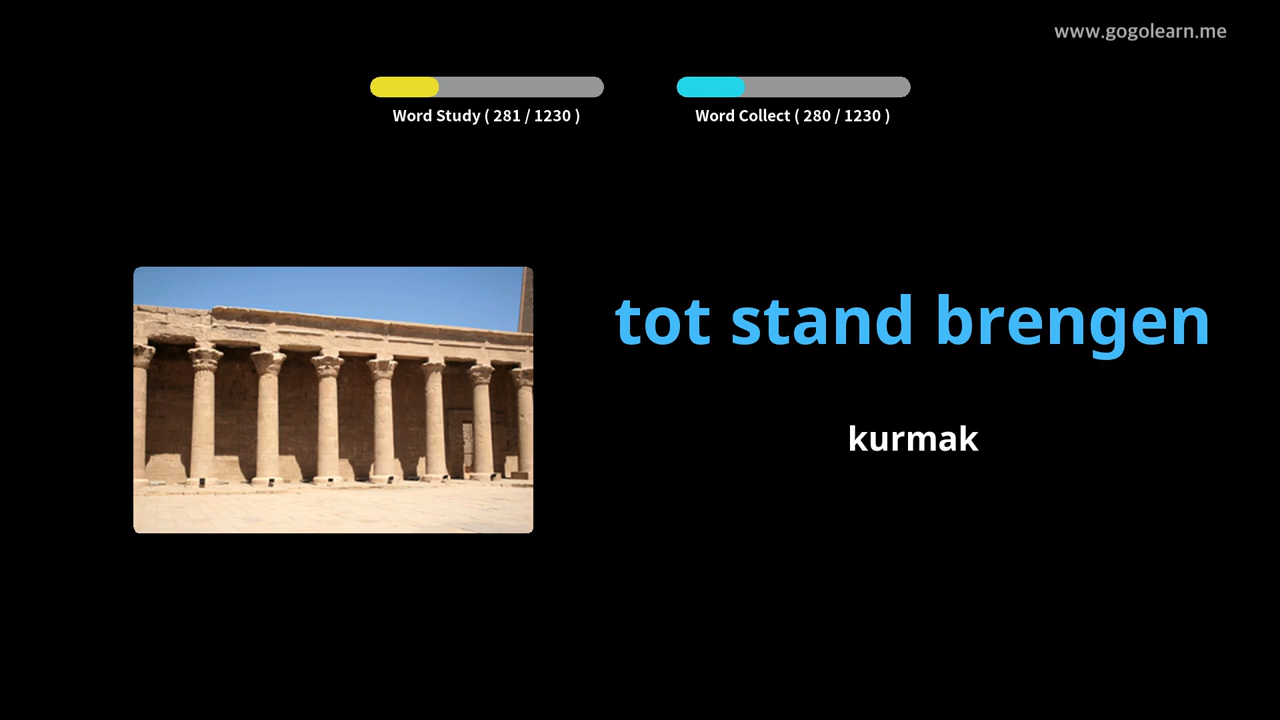 www.gogolearn.me
Word Study ( 281 / 1230 )
Word Collect ( 280 / 1230 )
tot stand brengen
kurmak